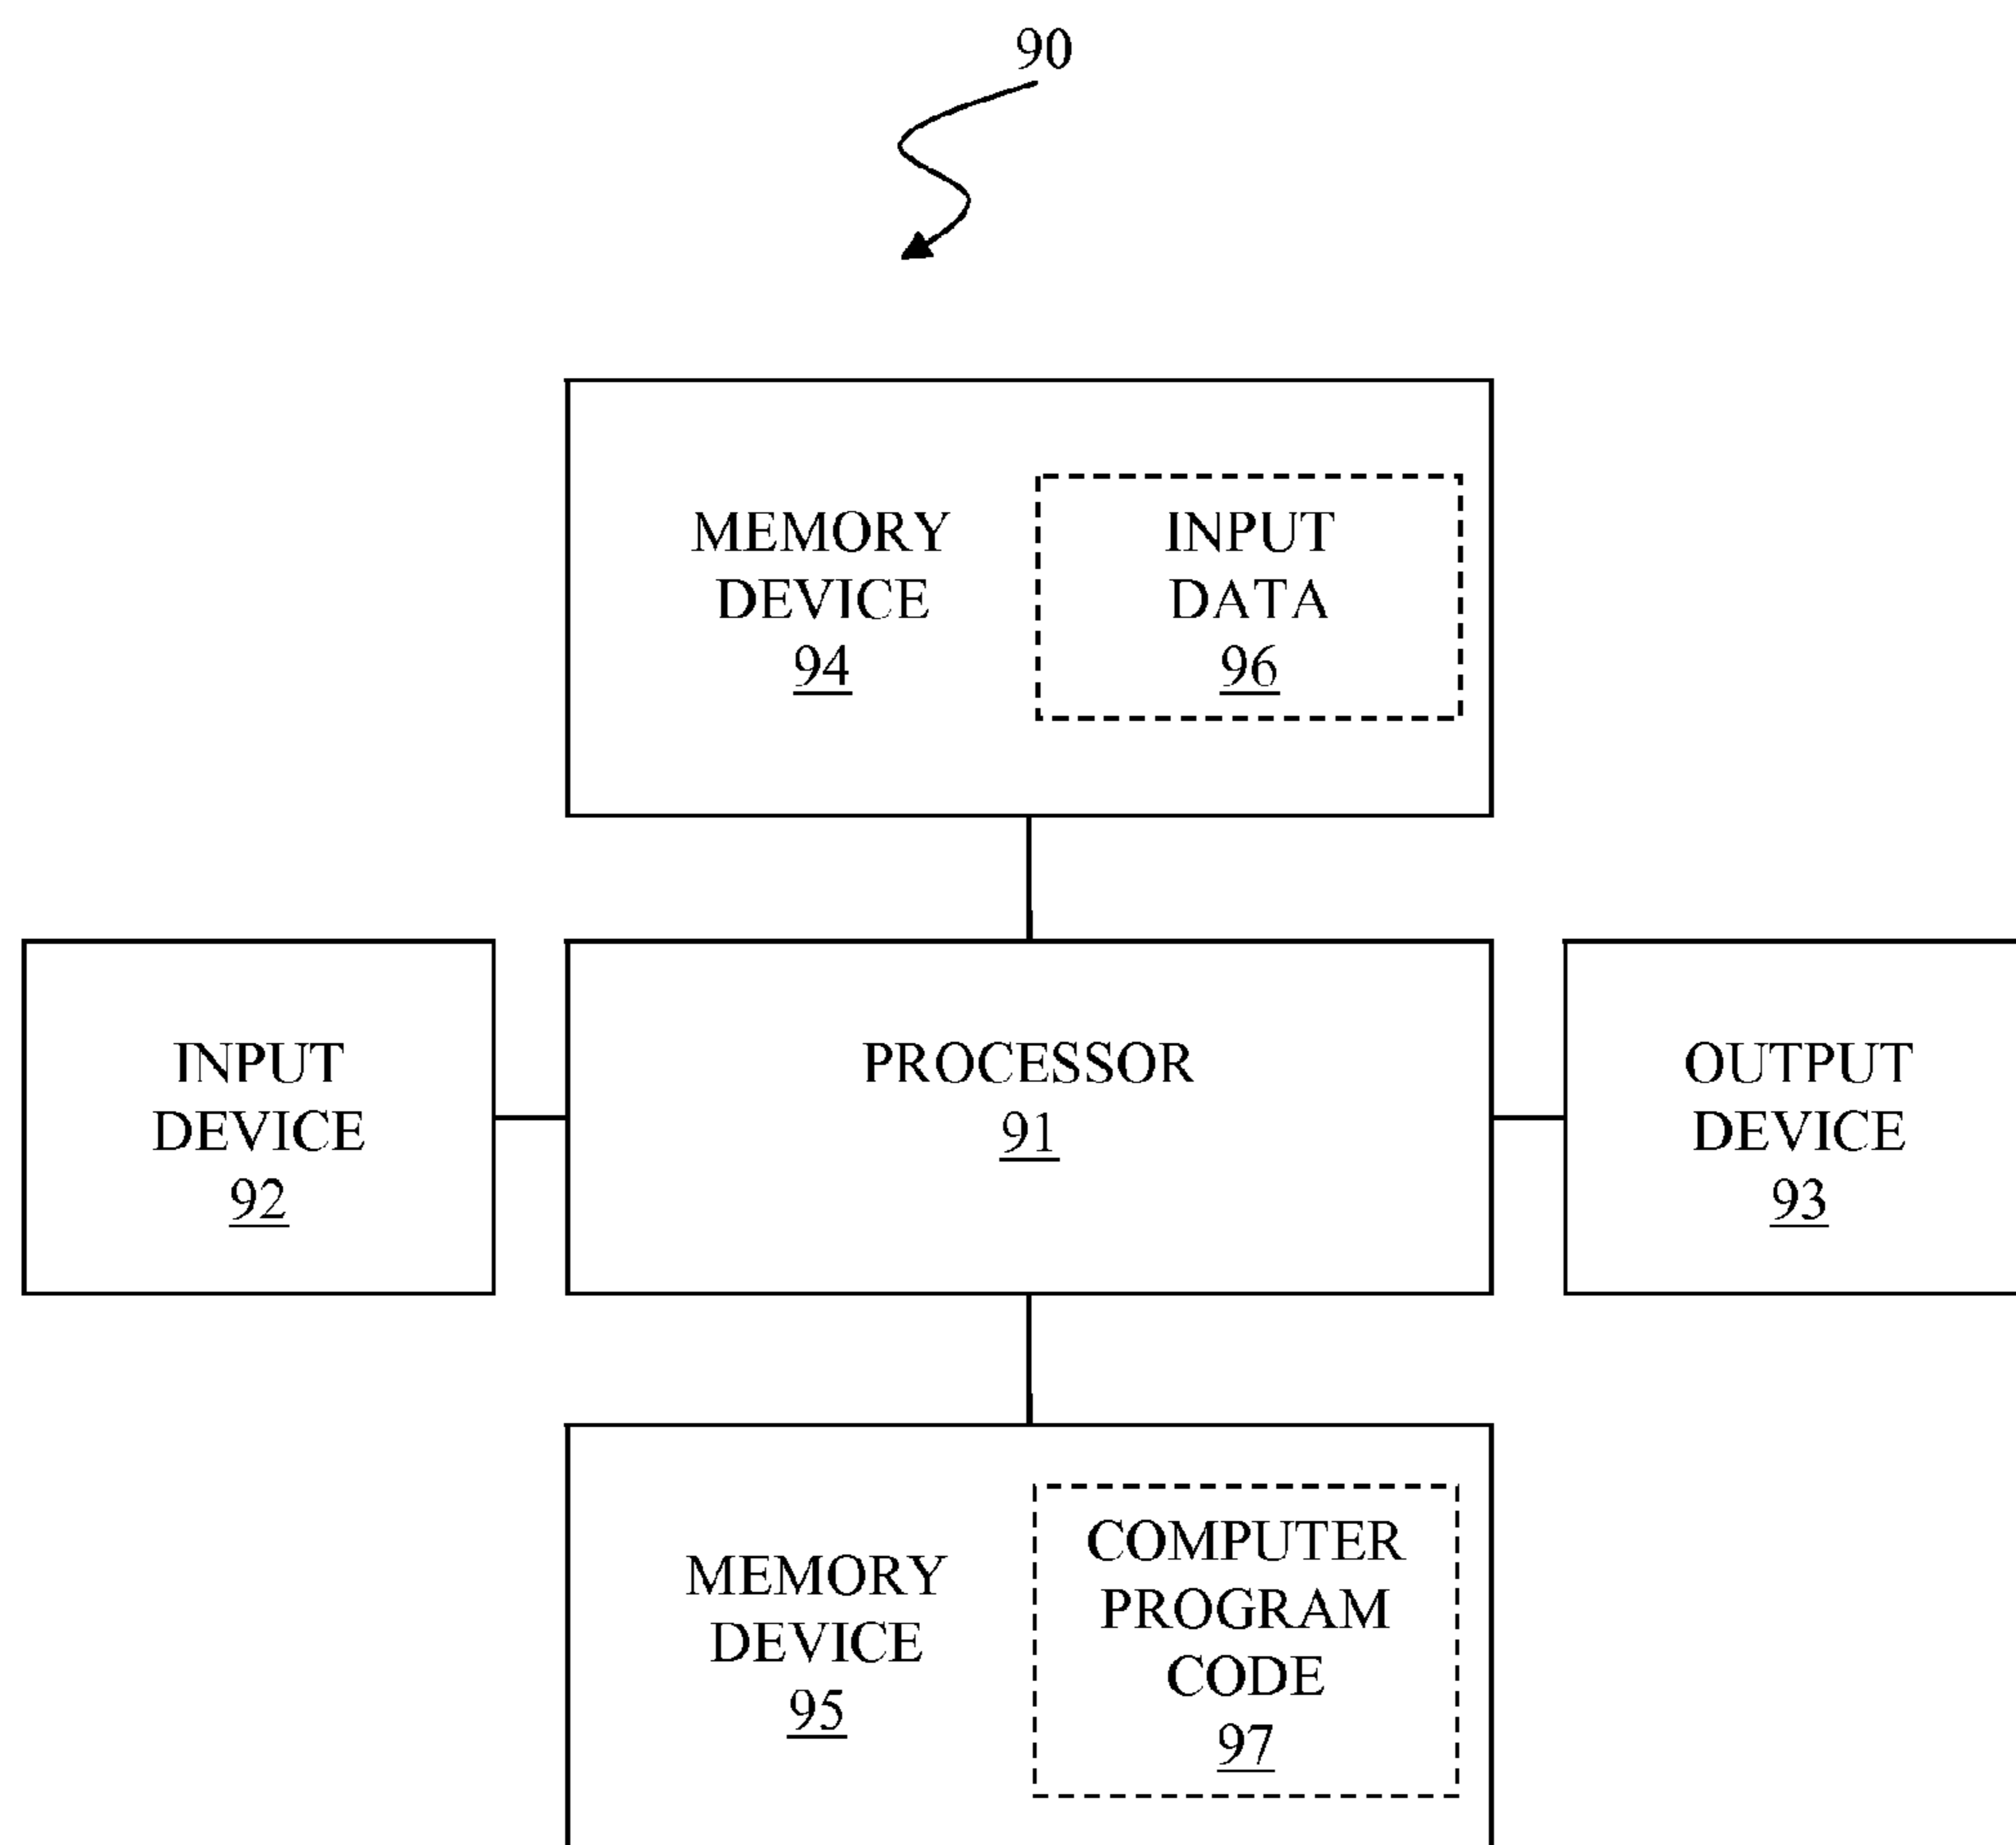 90
MEMORY
DEVICE
94
INPUT
DATA
96
INPUT
DEVICE
92
PROCESSOR
91
OUTPUT
DEVICE
93
MEMORY
DEVICE
95
COMPUTER
PROGRAM
CODE
97